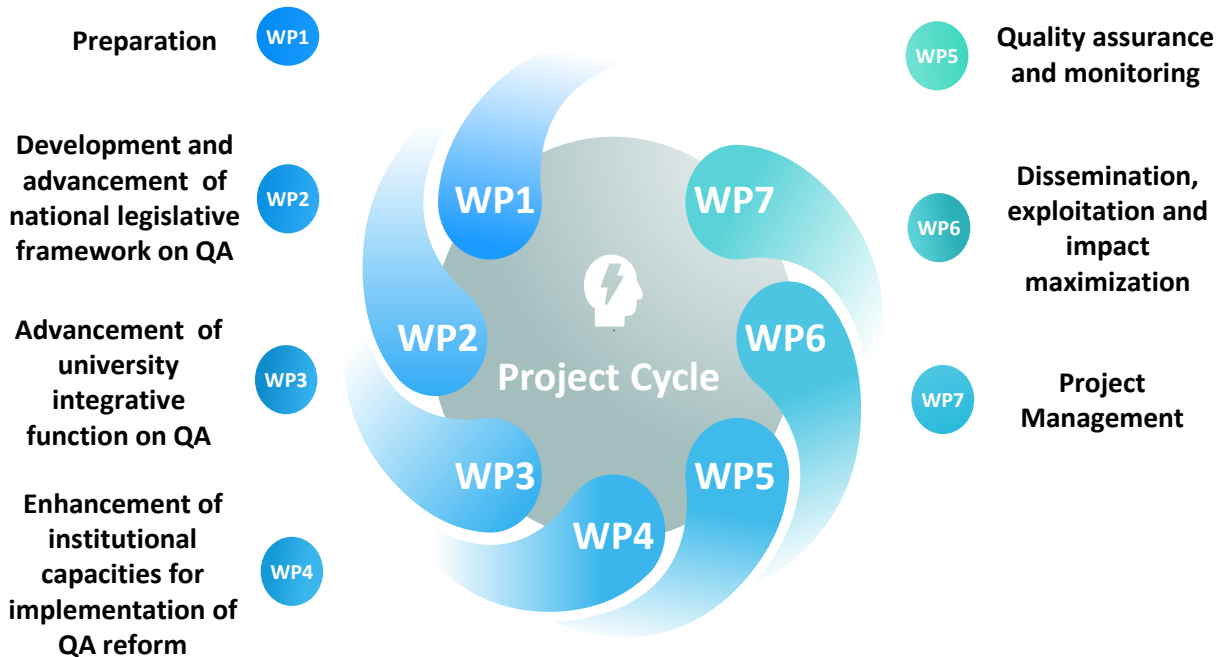 Preparation
WP1
Development and
advancement of
national legislative
framework on QA
WP2
Advancement of
university
integrative
function on QA
WP3
Enhancement of
institutional
capacities for
implementation of
QA reform
WP4
WP1
WP2
WP3
WP4
WP5
WP6
WP7
Project Cycle
WP5
Quality assurance
and monitoring
WP6
Dissemination,
exploitation and
impact
maximization
WP7
Project
Management